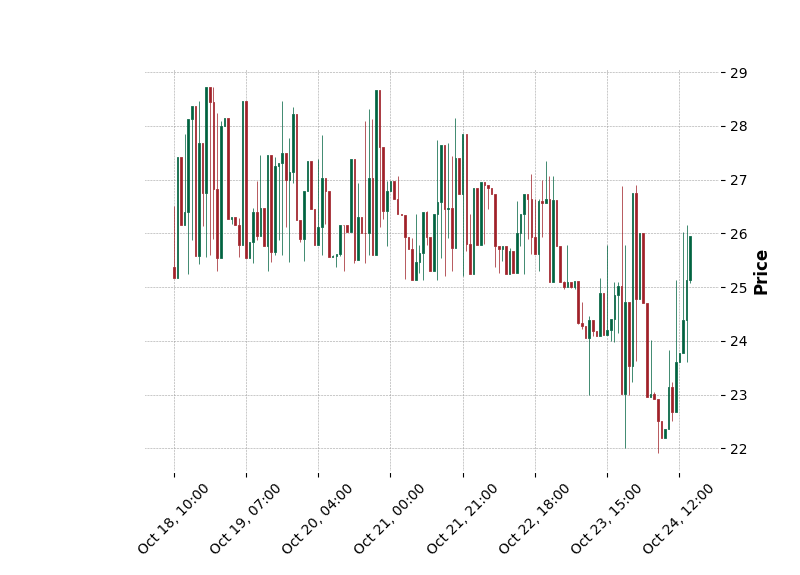 29
28
27
26
25
24
23
22
Price
Oct 18, 10:00
Oct 19, 07:00
Oct 20, 04:00
Oct 21, 00:00
Oct 21, 21:00
Oct 22, 18:00
Oct 23, 15:00
Oct 24, 12:00